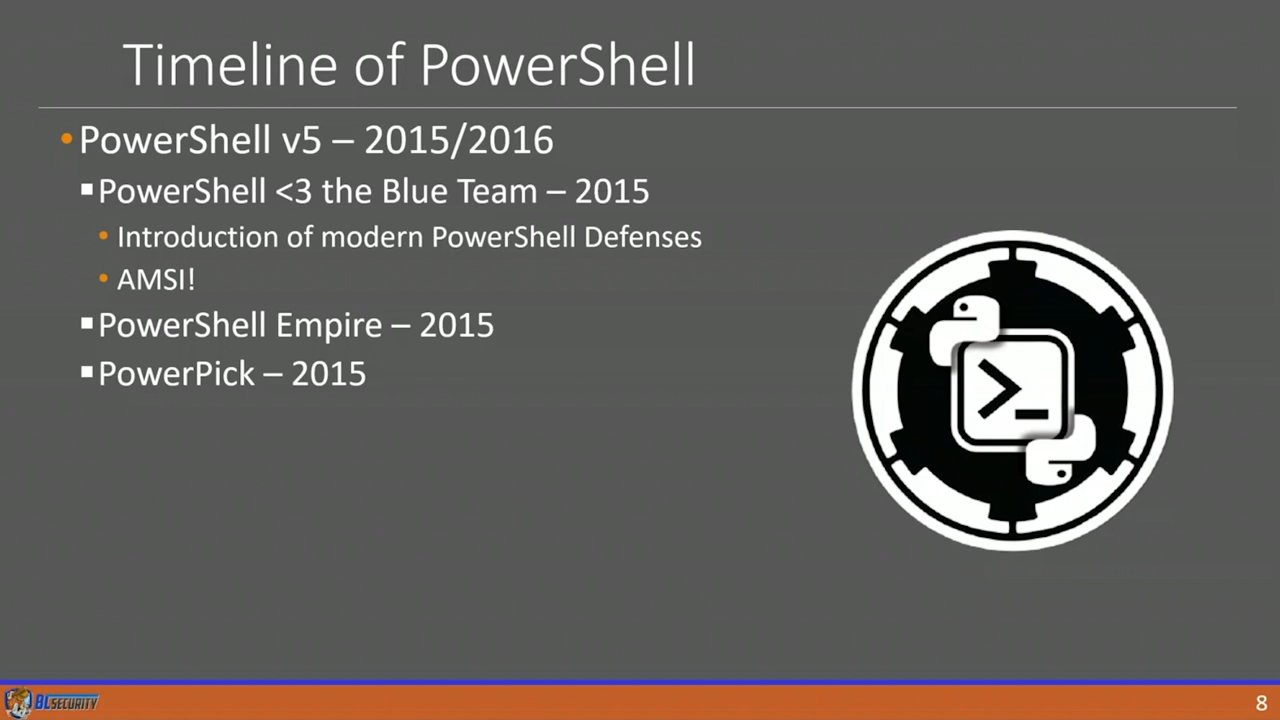 Timeline of PowerShell
•PowerShell v5 – 2015/2016
▪PowerShell <3 the Blue Team – 2015
• Introduction of modern PowerShell Defenses
• AMSI!
▪PowerShell Empire – 2015
▪PowerPick – 2015
>_
BLSECURITY
8